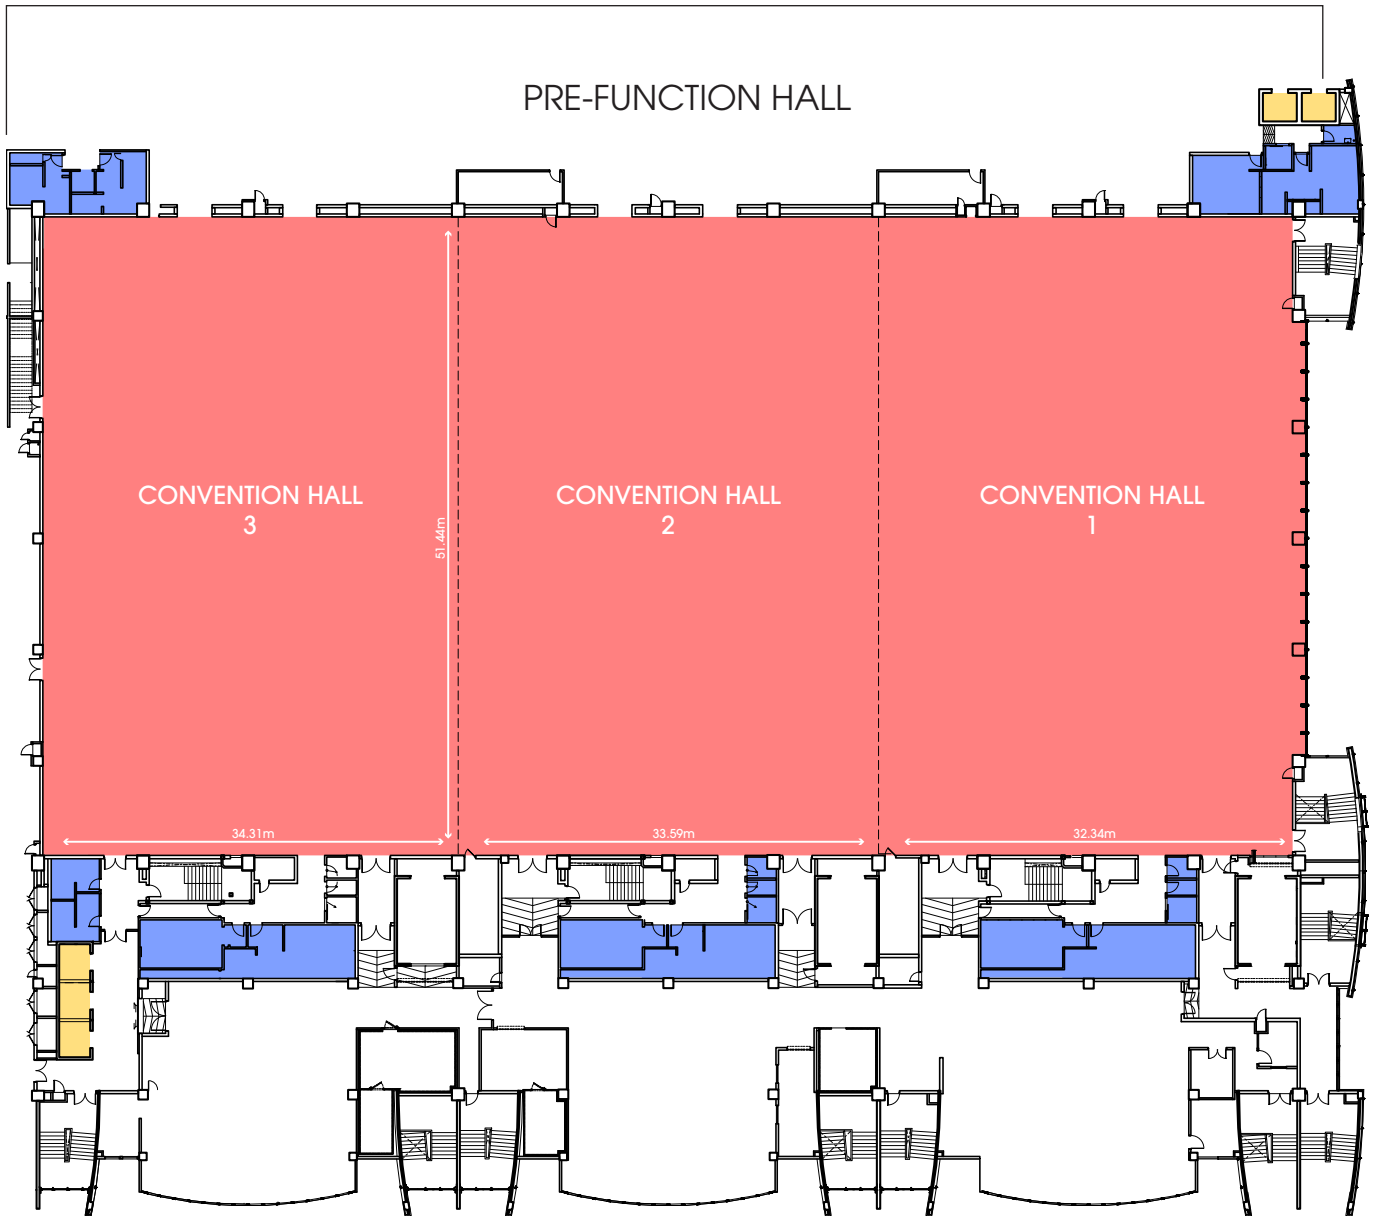 PRE-FUNCTION HALL
CONVENTION HALL
3
CONVENTION HALL
2
CONVENTION HALL
1
51.44m
34.31m
33.59m
32.34m